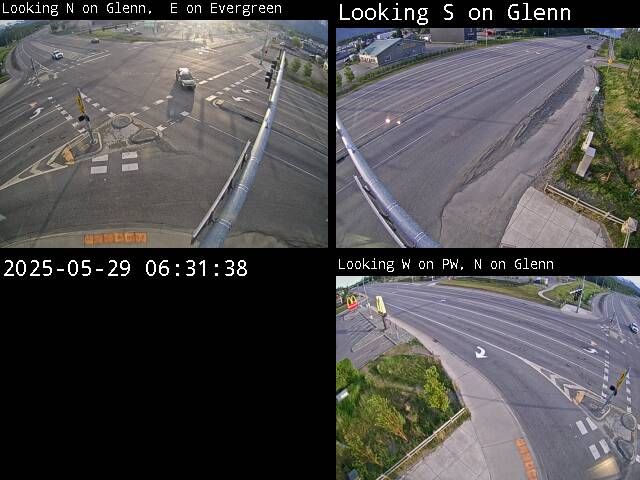 Looking N on Glenn,  E on Evergreen
Looking S on Glenn
2025-05-29 06:31:38
Looking W on PW, N on Glenn